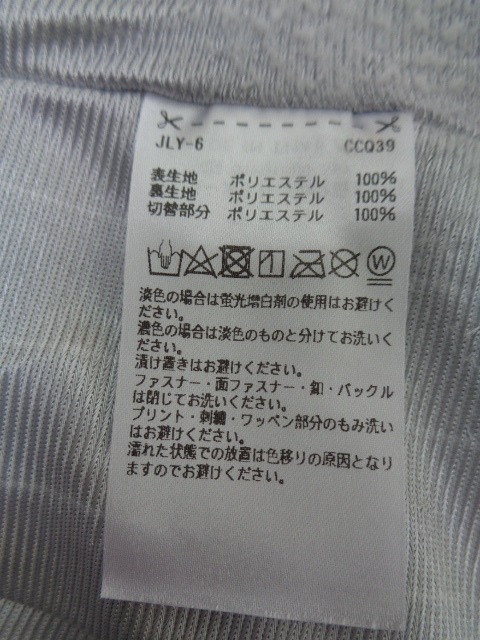 JLY-6 CCQ39
表生地 ポリエステル 100%
裏生地 ポリエステル 100%
切替部分 ポリエステル 100%
W
淡色の場合は蛍光増白剤の使用はお避けく
ださい。
濃色の場合は淡色のものと分けてお洗いく
ださい。
漬け置きはお避けください。
ファスナー・面ファスナー・釦・バックル
は閉じてお洗いください。
プリント・刺繍・ワッペン部分のもみ洗い
はお避けください。
濡れた状態での放置は色移りの原因となり
ますのでお避けください。